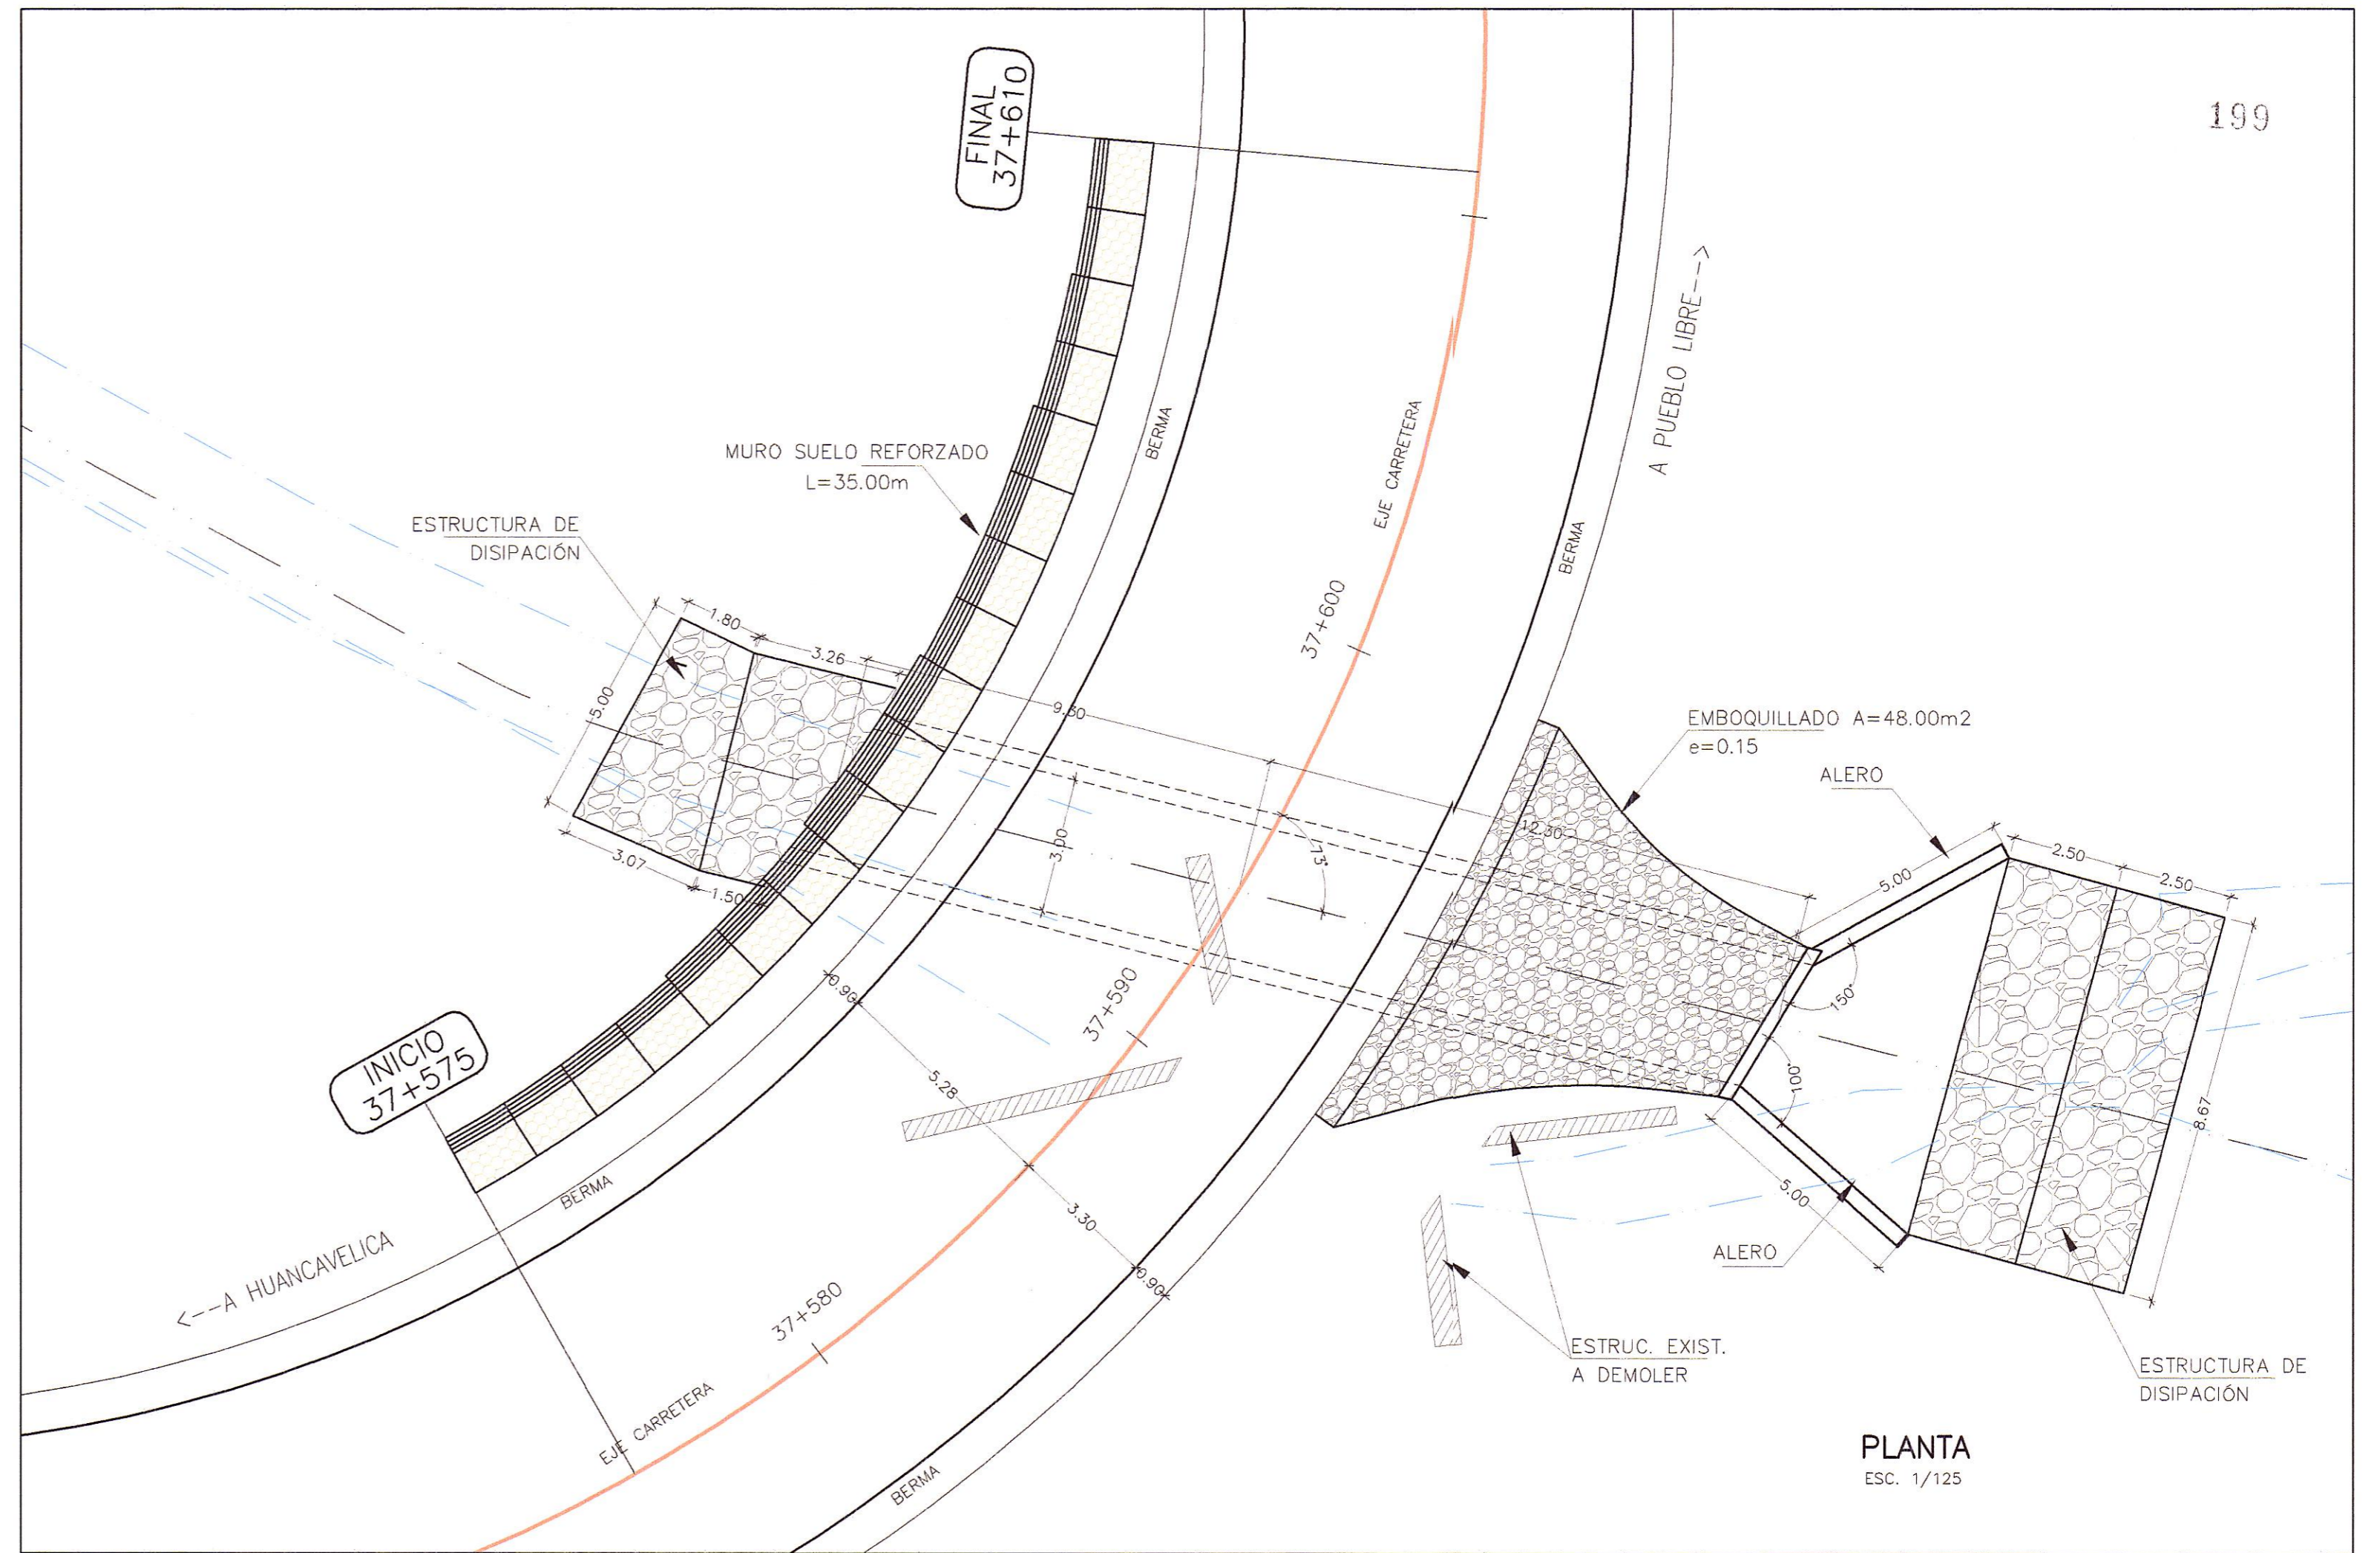 199
FINAL
37+610
A PUEBLO LIBRE-->
BERMA
EJE CARRETERA
MURO SUELO REFORZADO
L=35.00m
BERMA
ESTRUCTURA DE
DISIPACIÓN
37+600
1.80
3.26
5.00
9.30
EMBOQUILLADO A=48.00m2
e=0.15
ALERO
3.00
73°
12.30
5.00
2.50
2.50
3.07
1.50
0.90
37+590
150°
100°
8.67
INICIO
37+575
5.28
3.30
0.90
5.00
ALERO
BERMA
<---A HUANCAVELICA
37+580
EJE CARRETERA
BERMA
ESTRUC. EXIST.
A DEMOLER
ESTRUCTURA DE
DISIPACIÓN
PLANTA
ESC. 1/125